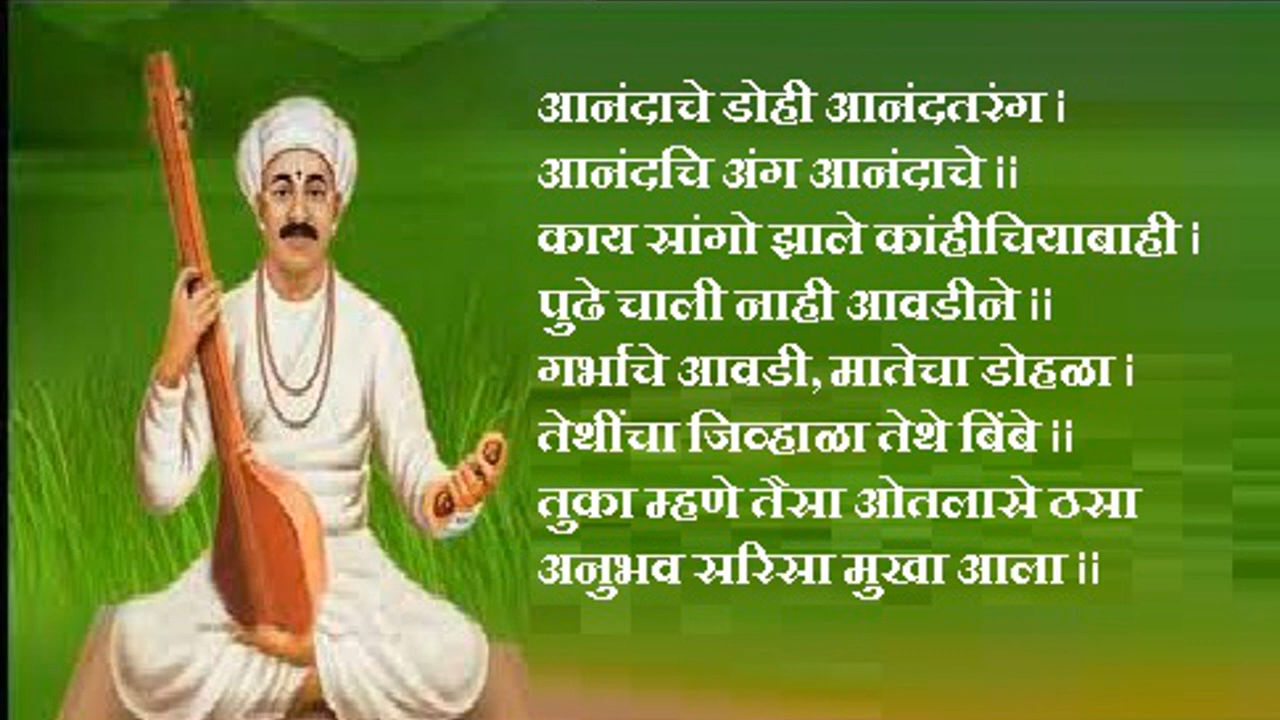 आनंदाचे डोही आनंदतरंग ।
आनंदचि अंग आनंदाचे ।।
काय सांगो झाले कांहीचियाबाही ।
पुढे चाली नाही आवडीने ।।
गर्भाचे आवडी, मातेचा डोहळा ।
तेथींचा जिव्हाळा तेथे बिंबे ।।
तुका म्हणे तैसा ओतलासे ठसा
अनुभव सरिसा मुखा आला ।।